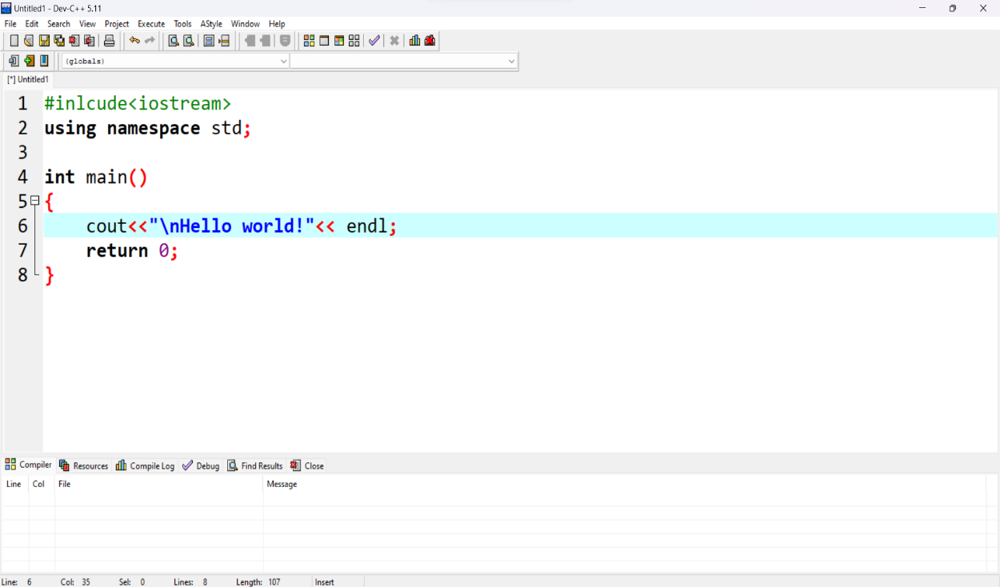 Untitled1 - Dev-C++ 5.11
File Edit Search View Project Execute Tools AStyle Window Help
(globals)
[*] Untitled1
1 #inlcude<iostream>
2 using namespace std;
3
4 int main()
5 {
6     cout<<"\nHello world!"<< endl;
7     return 0;
8 }
Compiler Resources Compile Log Debug Find Results Close
Line Col File Message
Line: 6 Col: 35 Sel: 0 Lines: 8 Length: 107 Insert